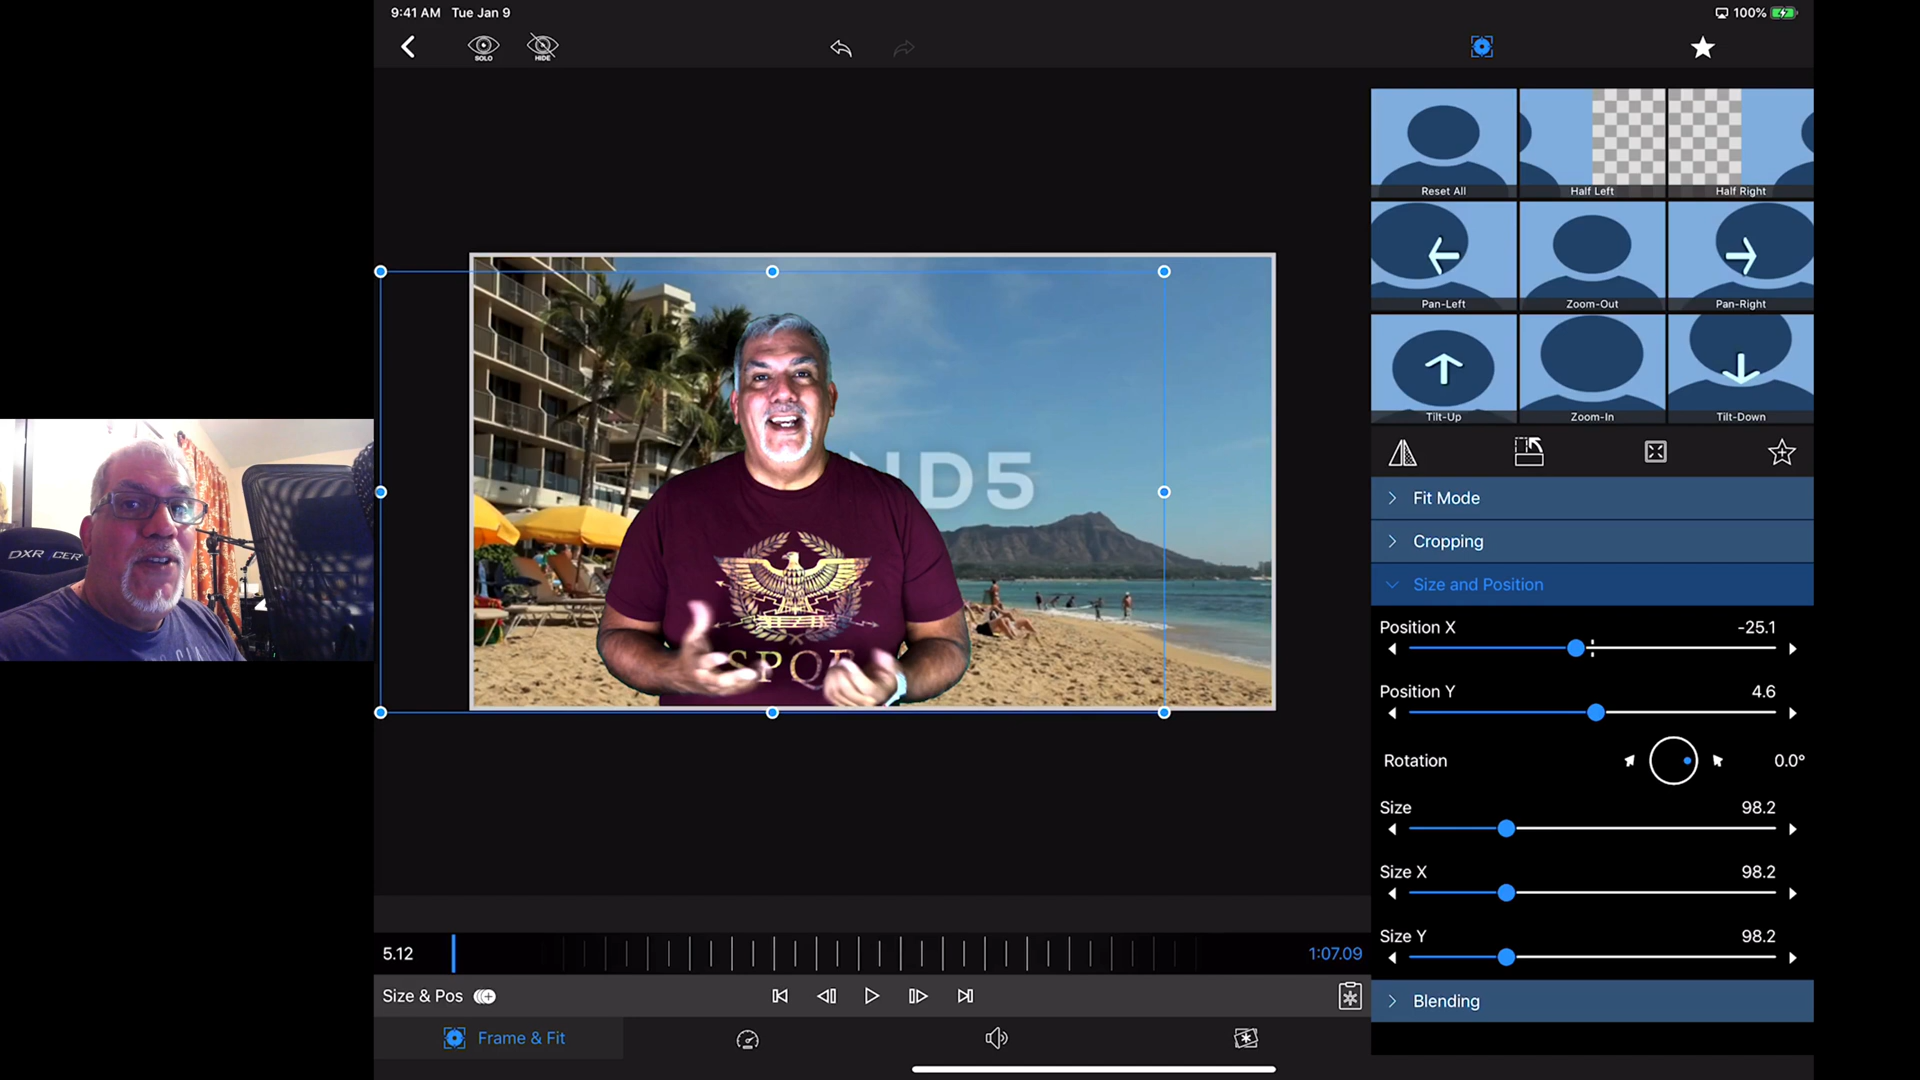 9:41 AM Tue Jan 9
100%
SOLO
HIDE
Reset All
Half Left
Half Right
Pan-Left
Zoom-Out
Pan-Right
Tilt-Up
Zoom-In
Tilt-Down
ND5
SPQR
DXRACER
Fit Mode
Cropping
Size and Position
Position X
-25.1
Position Y
4.6
Rotation
0.0°
Size
98.2
Size X
98.2
Size Y
98.2
Blending
5.12
1:07.09
Size & Pos
Frame & Fit